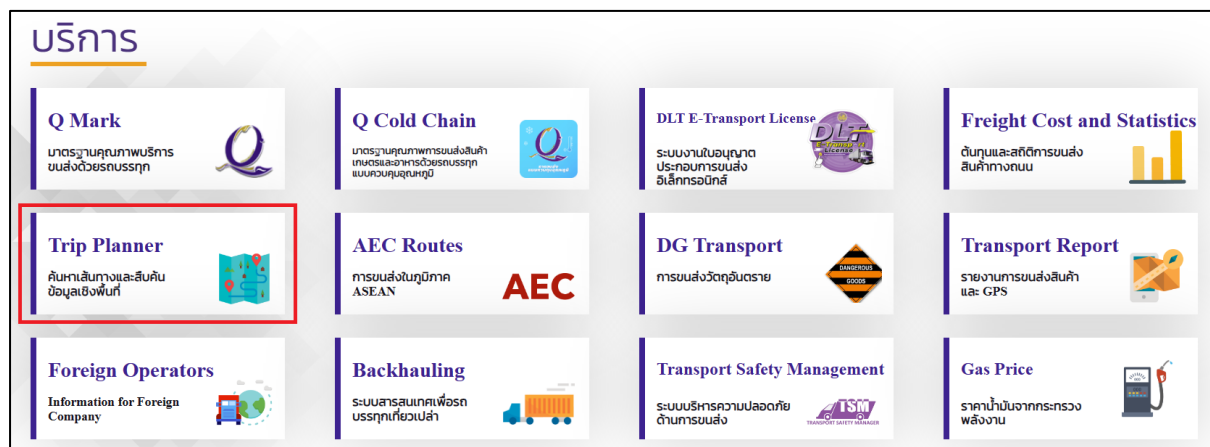 บริการ
Q Mark
มาตรฐานคุณภาพบริการ
ขนส่งด้วยรถบรรทุก
Q Cold Chain
มาตรฐานคุณภาพการขนส่งสินค้า
เกษตรและอาหารด้วยรถบรรทุก
แบบควบคุมอุณหภูมิ
Q
DLT E-Transport License
ระบบงานใบอนุญาต
ประกอบการขนส่ง
อิเล็กทรอนิกส์
DLT
E-Transport
License
Freight Cost and Statistics
ต้นทุนและสถิติการขนส่ง
สินค้าทางถนน
Trip Planner
ค้นหาเส้นทางและสืบค้น
ข้อมูลเชิงพื้นที่
AEC Routes
การขนส่งในภูมิภาค
ASEAN
AEC
DG Transport
การขนส่งวัตถุอันตราย
DANGEROUS
GOODS
Transport Report
รายงานการขนส่งสินค้า
และ GPS
Foreign Operators
Information for Foreign
Company
Backhauling
ระบบสารสนเทศเพื่อรถ
บรรทุกเที่ยวเปล่า
Transport Safety Management
ระบบบริหารความปลอดภัย
ด้านการขนส่ง
TSM
TRANSPORT SAFETY MANAGER
Gas Price
ราคาน้ำมันจากกระทรวง
พลังงาน